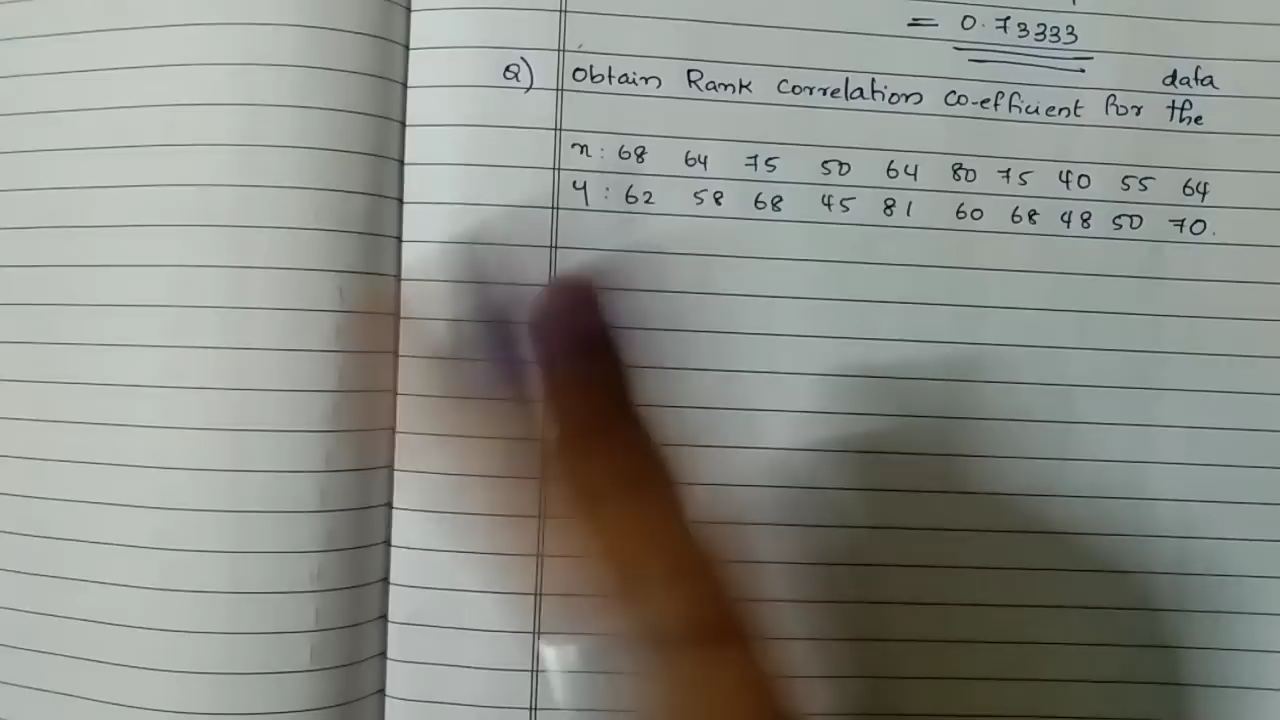 = 0.73333
Q) Obtain Rank Correlation Co-efficient for the data
x : 68 64 75 50 64 80 75 40 55 64
y : 62 58 68 45 81 60 68 48 50 70.